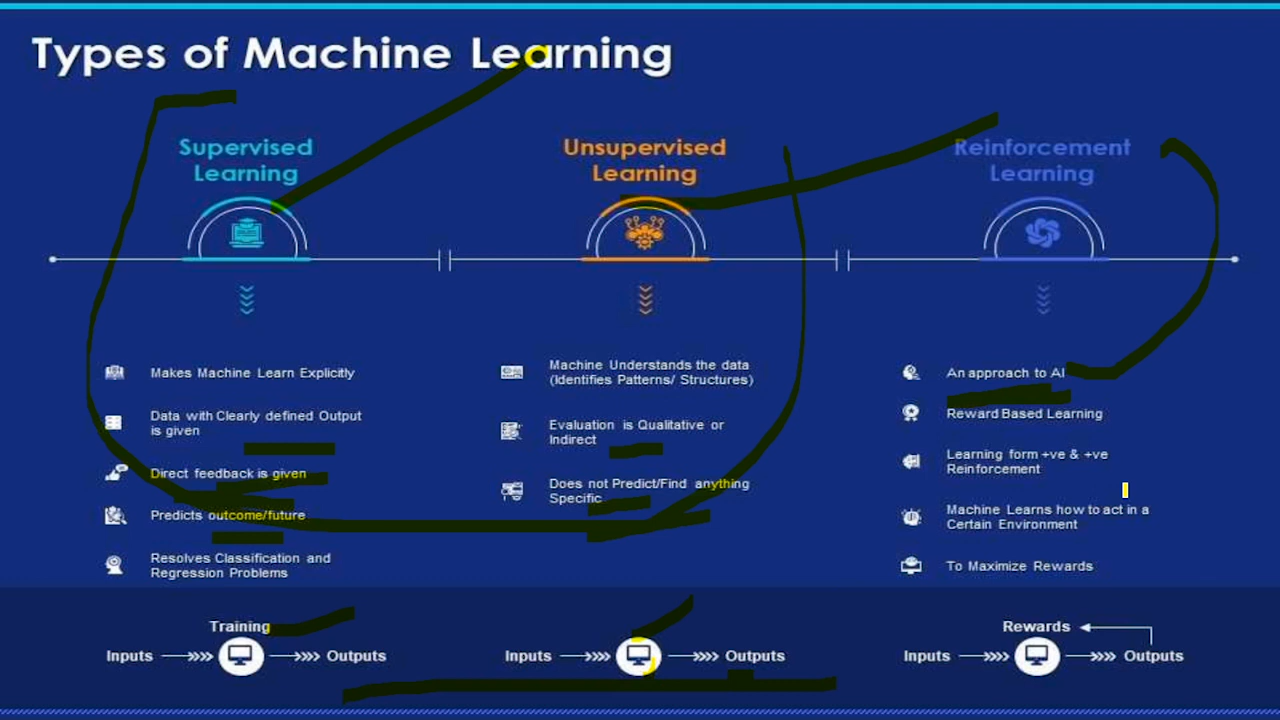 Types of Machine Learning
Supervised
Learning
Makes Machine Learn Explicitly
Data with Clearly defined Output
is given
Direct feedback is given
Predicts outcome/future
Resolves Classification and
Regression Problems
Unsupervised
Learning
Machine Understands the data
(Identifies Patterns/ Structures)
Evaluation is Qualitative or
Indirect
Does not Predict/Find anything
Specific
Reinforcement
Learning
An approach to AI
Reward Based Learning
Learning form +ve & +ve
Reinforcement
Machine Learns how to act in a
Certain Environment
To Maximize Rewards
Training
Inputs
Outputs
Inputs
Outputs
Rewards
Inputs
Outputs